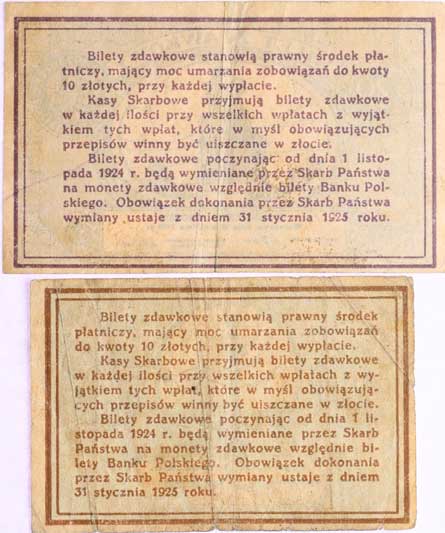 Bilety zdawkowe stanowią prawny środek pła-
tniczy, mający moc umarzania zobowiązań do kwoty
10 złotych, przy każdej wypłacie.
Kasy Skarbowe przyjmują bilety zdawkowe
w każdej ilości przy wszelkich wpłatach z wyją-
tkiem tych wpłat, które w myśl obowiązujących
przepisów winny być uiszczane w złocie.
Bilety zdawkowe poczynając od dnia 1 listo-
pada 1924 r. będą wymieniane przez Skarb Państwa
na monety zdawkowe względnie bilety Banku Pol-
skiego. Obowiązek dokonania przez Skarb Państwa
wymiany ustaje z dniem 31 stycznia 1925 roku.
Bilety zdawkowe stanowią prawny środek
płatniczy, mający moc umarzania zobowiązań
do kwoty 10 złotych, przy każdej wypłacie.
Kasy Skarbowe przyjmują bilety zdawkowe
w każdej ilości przy wszelkich wpłatach z wy-
jątkiem tych wpłat, które w myśl obowiązują-
cych przepisów winny być uiszczane w złocie.
Bilety zdawkowe poczynając od dnia 1 li-
stopada 1924 r. będą wymieniane przez Skarb
Państwa na monety zdawkowe względnie bi-
lety Banku Polskiego. Obowiązek dokonania
przez Skarb Państwa wymiany ustaje z dniem
31 stycznia 1925 roku.